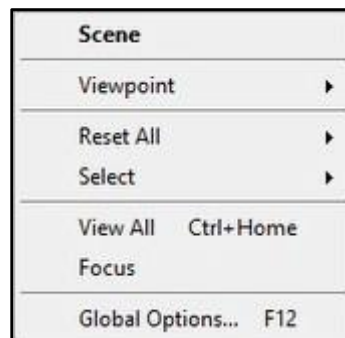 Scene
Viewpoint
Reset All
Select
View All Ctrl+Home
Focus
Global Options... F12